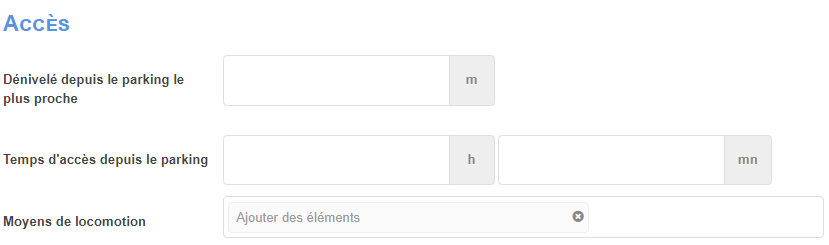 Accès
Dénivelé depuis le parking le
plus proche
m
Temps d'accès depuis le parking
h
mn
Moyens de locomotion
Ajouter des éléments